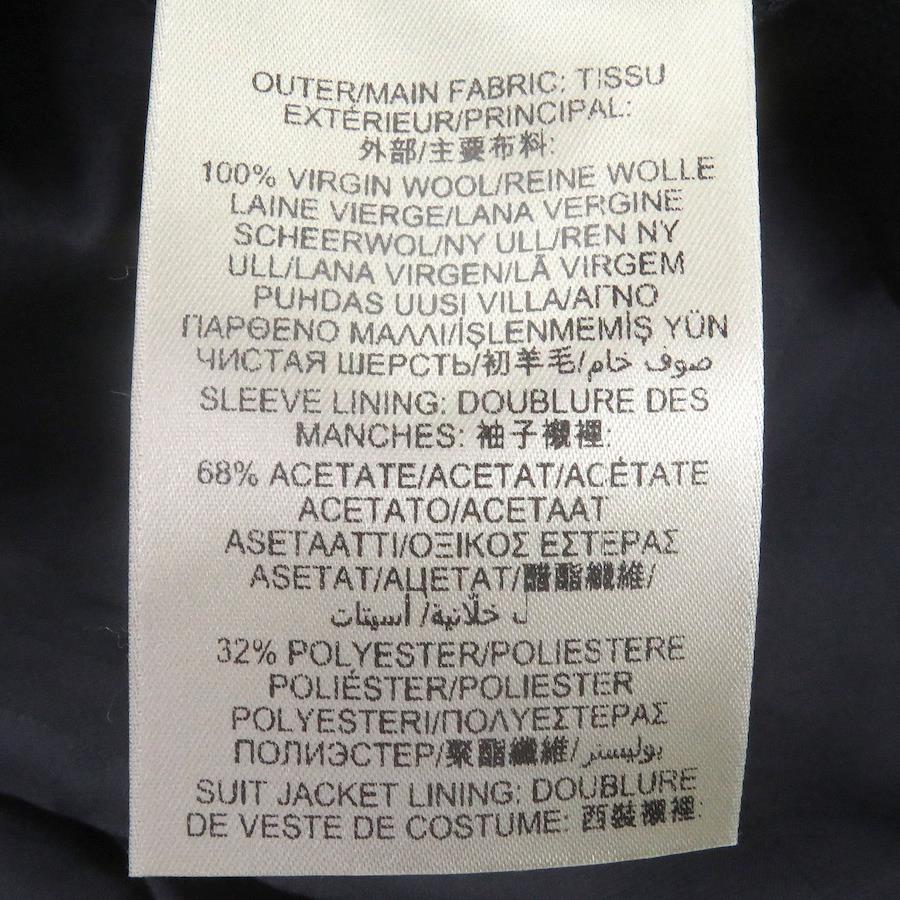 OUTER/MAIN FABRIC: TISSU
EXTÉRIEUR/PRINCIPAL:
外部/主要布料:
100% VIRGIN WOOL/REINE WOLLE
LAINE VIERGE/LANA VERGINE
SCHEERWOL/NY ULL/REN NY
ULL/LANA VIRGEN/LÃ VIRGEM
PUHDAS UUSI VILLA/ΑΓΝΟ
ΠΑΡΘΕΝΟ ΜΑΛΛΙ/İŞLENMEMİŞ YÜN
ЧИСТАЯ ШЕРСТЬ/初羊毛/صوف خام
SLEEVE LINING: DOUBLURE DES
MANCHES: 袖子襯裡:
68% ACETATE/ACETAT/ACÉTATE
ACETATO/ACETAAT
ASETAATTI/ΟΞΙΚΟΣ ΕΣΤΕΡΑΣ
ASETAT/АЦЕТАТ/醋酯纖維/
ل خلّانية/ أسيتات
32% POLYESTER/POLIESTERE
POLIÉSTER/POLIESTER
POLYESTERI/ΠΟΛΥΕΣΤΕΡΑΣ
ПОЛИЭСТЕР/聚酯纖維/بوليستر
SUIT JACKET LINING: DOUBLURE
DE VESTE DE COSTUME: 西裝襯裡: